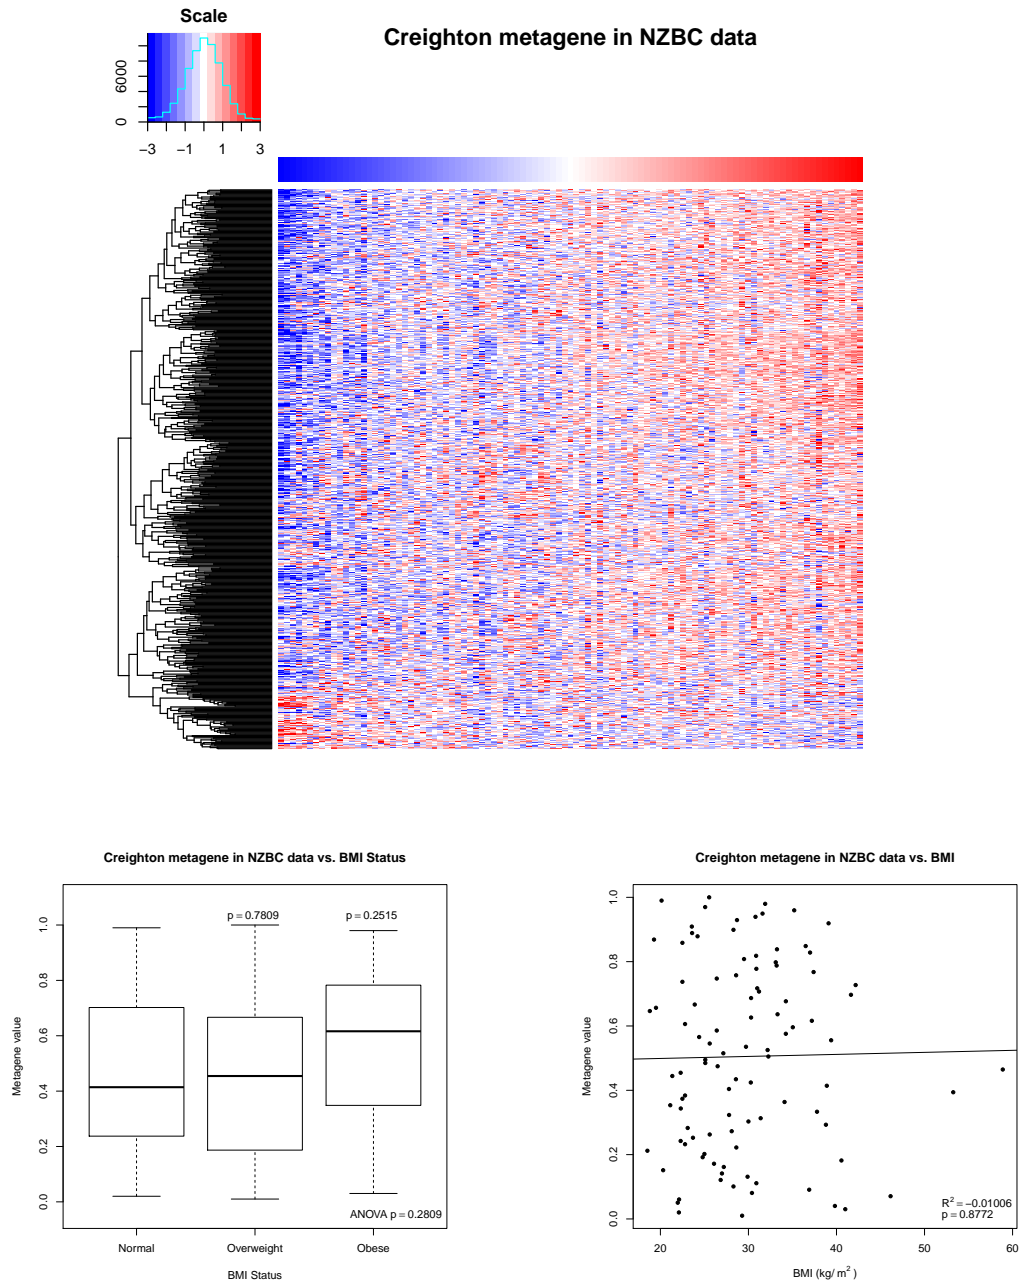 Scale
Creighton metagene in NZBC data
0 6000
−3 −1 1 3
Creighton metagene in NZBC data vs. BMI Status
Metagene value
0.0 0.2 0.4 0.6 0.8 1.0
p = 0.7809
p = 0.2515
ANOVA p = 0.2809
Normal Overweight Obese
BMI Status
Creighton metagene in NZBC data vs. BMI
Metagene value
0.0 0.2 0.4 0.6 0.8 1.0
R² = −0.01006
p = 0.8772
20 30 40 50 60
BMI (kg/m²)